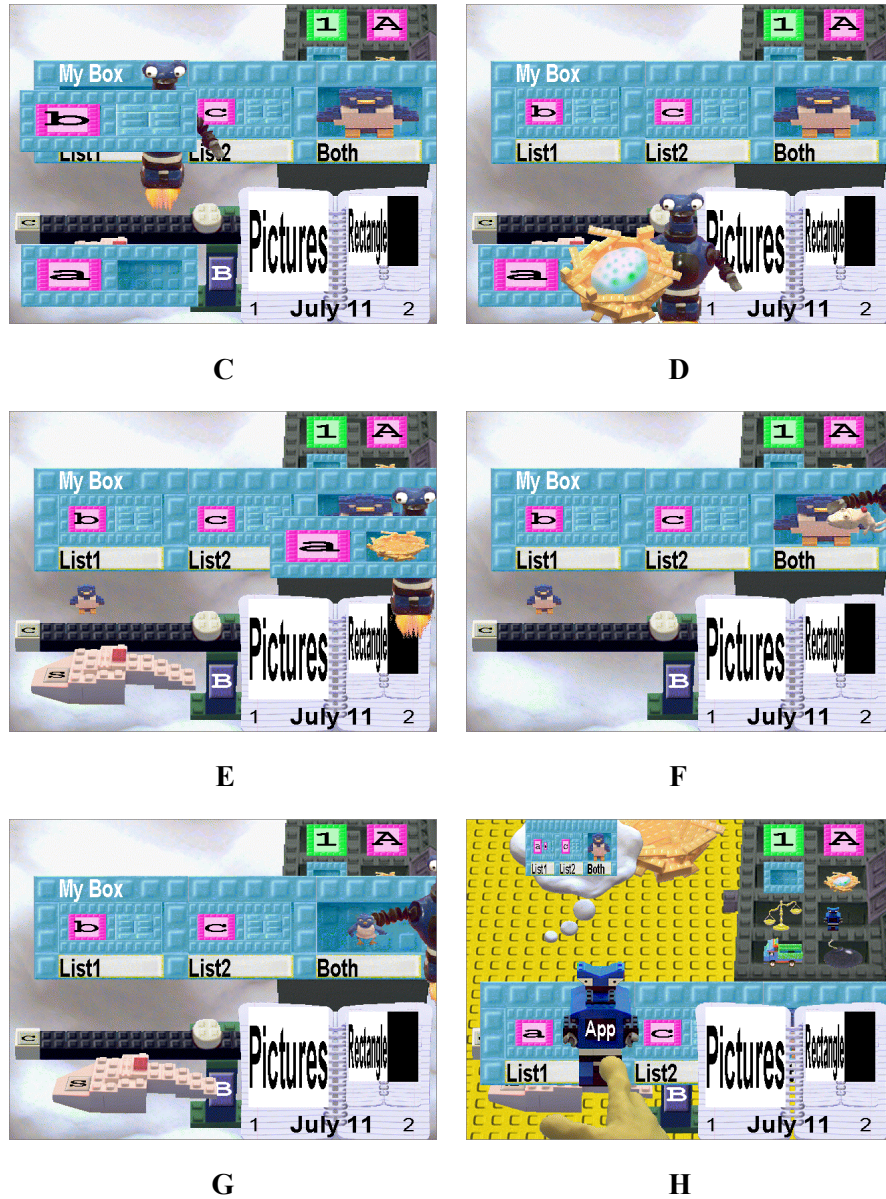 1 A
My Box
b c
List1 List2 Both
c
Pictures Rectangle
a B
1 July 11 2
C
1 A
My Box
b c
List1 List2 Both
c
Pictures Rectangle
a
1 July 11 2
D
1 A
My Box
b c
a
List1 List2
c
Pictures Rectangle
s B
1 July 11 2
E
1 A
My Box
b c
List1 List2 Both
c
Pictures Rectangle
B
1 July 11 2
F
1 A
My Box
b c
List1 List2 Both
c
Pictures Rectangle
s B
1 July 11 2
G
1 A
a c
List1 List2 Both
a App c
List1 List2
Pictures Rectangle
B
1 July 11 2
H